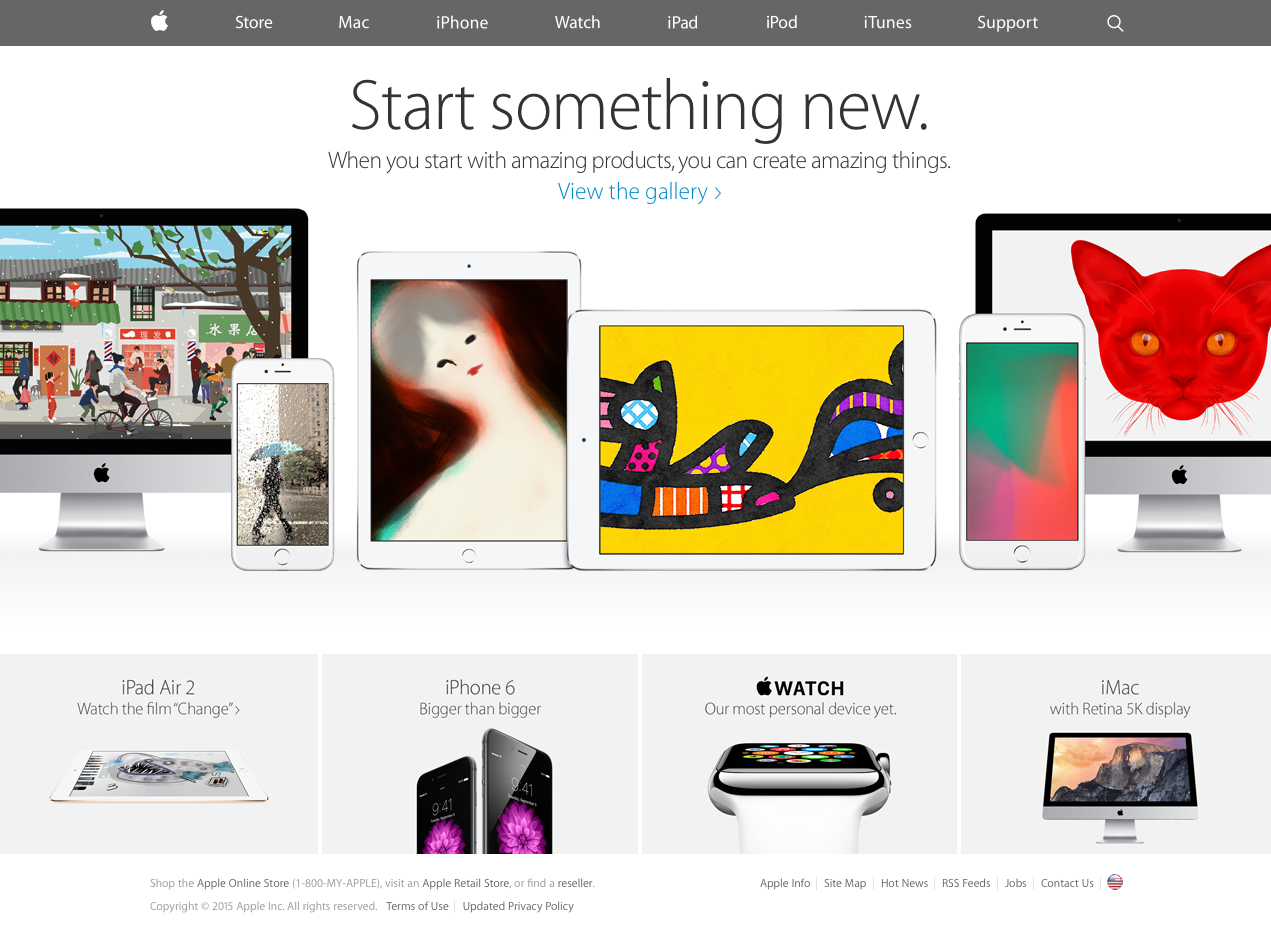 Store Mac iPhone Watch iPad iPod iTunes Support
Start something new.
When you start with amazing products, you can create amazing things.
View the gallery ›
理发
水果店
iPad Air 2
Watch the film “Change” ›
iPhone 6
Bigger than bigger
9:41
9:41
WATCH
Our most personal device yet.
iMac
with Retina 5K display
Shop the Apple Online Store (1-800-MY-APPLE), visit an Apple Retail Store, or find a reseller.
Apple Info Site Map Hot News RSS Feeds Jobs Contact Us
Copyright © 2015 Apple Inc. All rights reserved. Terms of Use Updated Privacy Policy